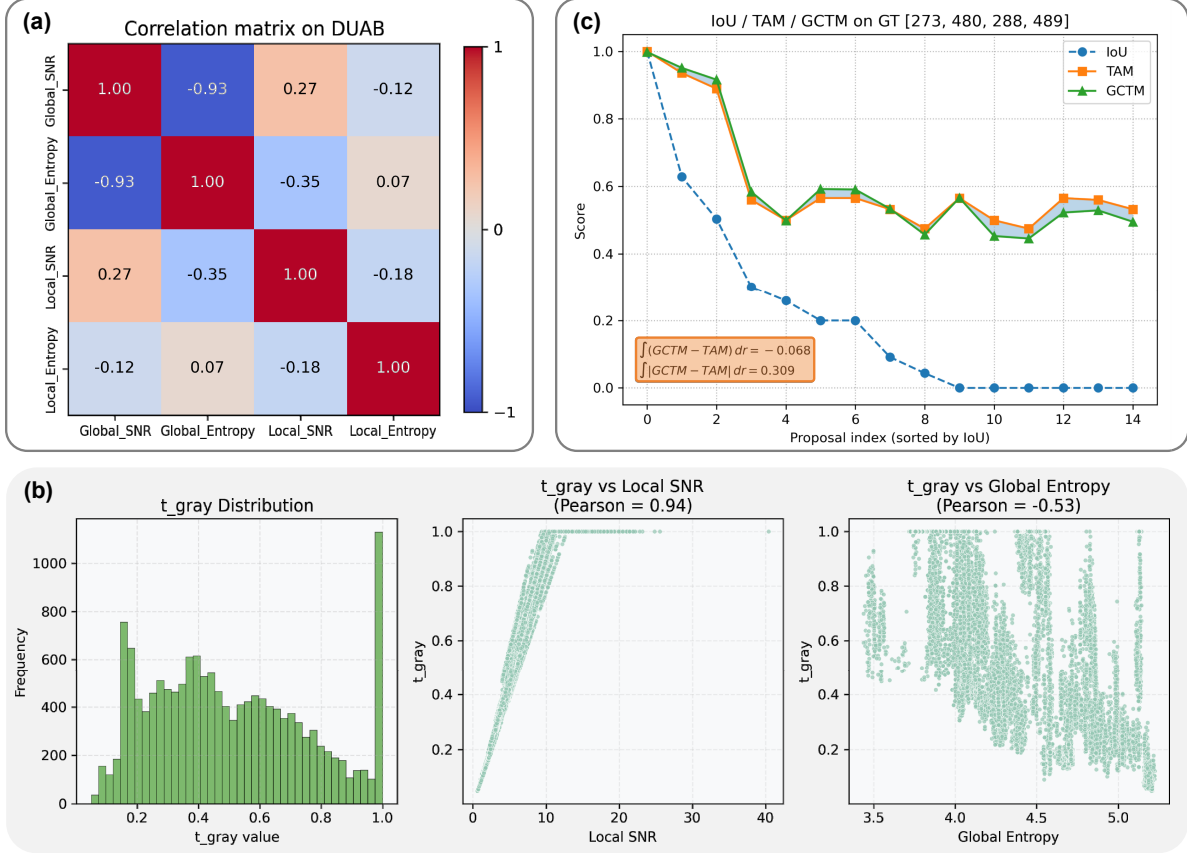 (a)
Correlation matrix on DUAB
Global_SNR
1.00
-0.93
0.27
-0.12
Global_Entropy
-0.93
1.00
-0.35
0.07
Local_SNR
0.27
-0.35
1.00
-0.18
Local_Entropy
-0.12
0.07
-0.18
1.00
Global_SNR
Global_Entropy
Local_SNR
Local_Entropy
1
0
−1
(c)
IoU / TAM / GCTM on GT [273, 480, 288, 489]
IoU
TAM
GCTM
Score
1.0
0.8
0.6
0.4
0.2
0.0
∫(GCTM − TAM) dr = − 0.068
∫|GCTM − TAM| dr = 0.309
0
2
4
6
8
10
12
14
Proposal index (sorted by IoU)
(b)
t_gray Distribution
Frequency
1000
800
600
400
200
0
0.2
0.4
0.6
0.8
1.0
t_gray value
t_gray vs Local SNR
(Pearson = 0.94)
t_gray
1.0
0.8
0.6
0.4
0.2
0
10
20
30
40
Local SNR
t_gray vs Global Entropy
(Pearson = -0.53)
t_gray
1.0
0.8
0.6
0.4
0.2
3.5
4.0
4.5
5.0
Global Entropy